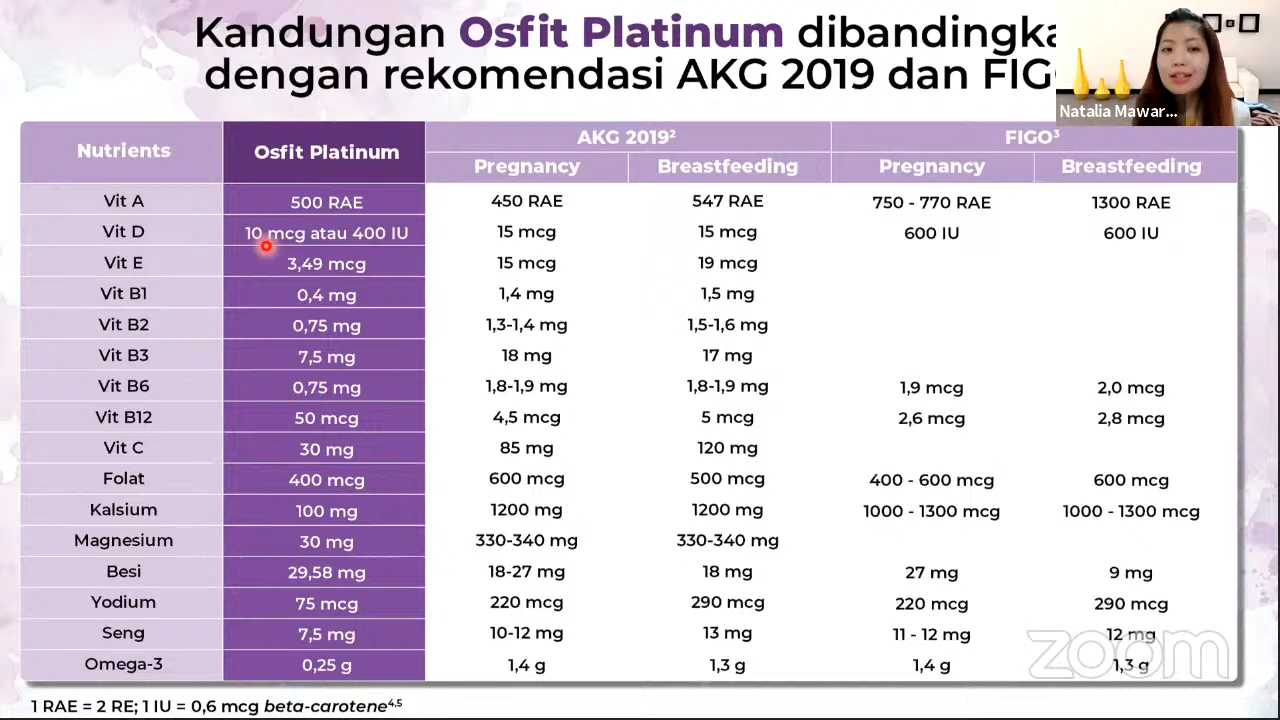 Kandungan Osfit Platinum dibandingka
dengan rekomendasi AKG 2019 dan FIG
Natalia Mawar...
Nutrients Osfit Platinum AKG 2019² FIGO³
Pregnancy Breastfeeding Pregnancy Breastfeeding
Vit A 500 RAE 450 RAE 547 RAE 750 - 770 RAE 1300 RAE
Vit D 10 mcg atau 400 IU 15 mcg 15 mcg 600 IU 600 IU
Vit E 3,49 mcg 15 mcg 19 mcg
Vit B1 0,4 mg 1,4 mg 1,5 mg
Vit B2 0,75 mg 1,3-1,4 mg 1,5-1,6 mg
Vit B3 7,5 mg 18 mg 17 mg
Vit B6 0,75 mg 1,8-1,9 mg 1,8-1,9 mg 1,9 mcg 2,0 mcg
Vit B12 50 mcg 4,5 mcg 5 mcg 2,6 mcg 2,8 mcg
Vit C 30 mg 85 mg 120 mg
Folat 400 mcg 600 mcg 500 mcg 400 - 600 mcg 600 mcg
Kalsium 100 mg 1200 mg 1200 mg 1000 - 1300 mcg 1000 - 1300 mcg
Magnesium 30 mg 330-340 mg 330-340 mg
Besi 29,58 mg 18-27 mg 18 mg 27 mg 9 mg
Yodium 75 mcg 220 mcg 290 mcg 220 mcg 290 mcg
Seng 7,5 mg 10-12 mg 13 mg 11 - 12 mg 12 mg
Omega-3 0,25 g 1,4 g 1,3 g 1,4 g 1,3 g
zoom
1 RAE = 2 RE; 1 IU = 0,6 mcg beta-carotene⁴,⁵